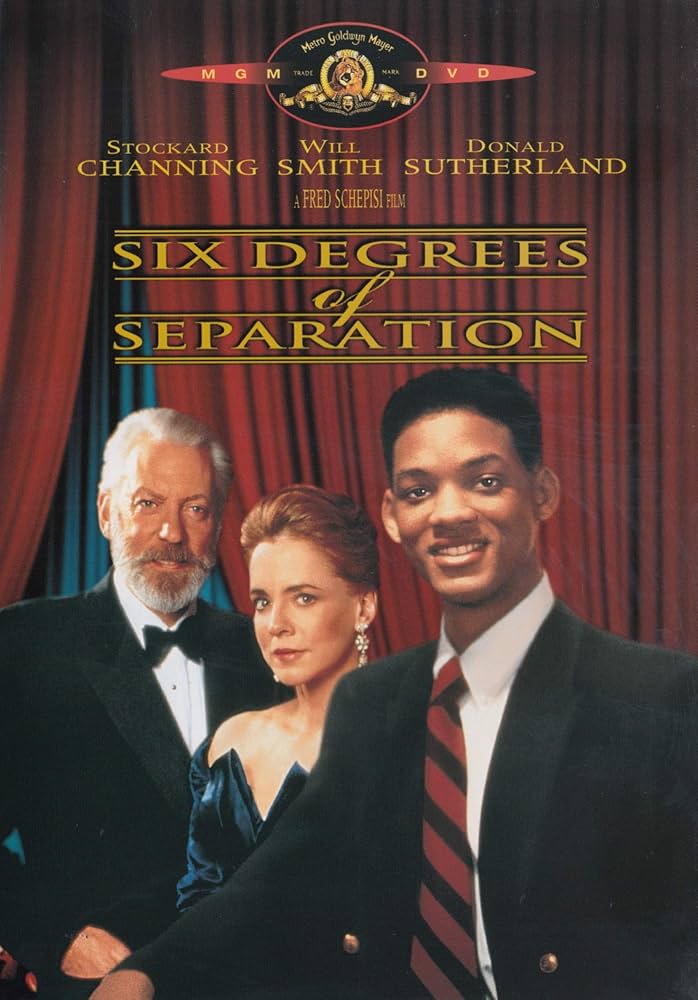 Metro Goldwyn Mayer
MGM TRADE MARK DVD
STOCKARD WILL DONALD
CHANNING SMITH SUTHERLAND
A FRED SCHEPISI FILM
SIX DEGREES
of
SEPARATION